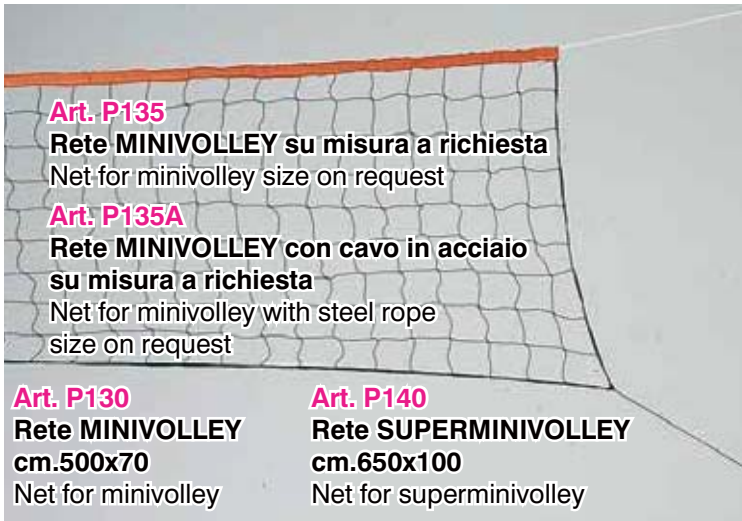 Art. P135
Rete MINIVOLLEY su misura a richiesta
Net for minivolley size on request
Art. P135A
Rete MINIVOLLEY con cavo in acciaio
su misura a richiesta
Net for minivolley with steel rope
size on request
Art. P130
Rete MINIVOLLEY
cm.500x70
Net for minivolley
Art. P140
Rete SUPERMINIVOLLEY
cm.650x100
Net for superminivolley